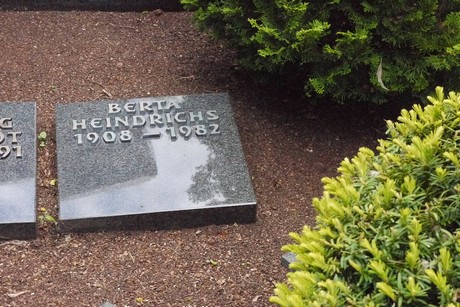 BERTA
HEINDRICHS
1908 – 1982